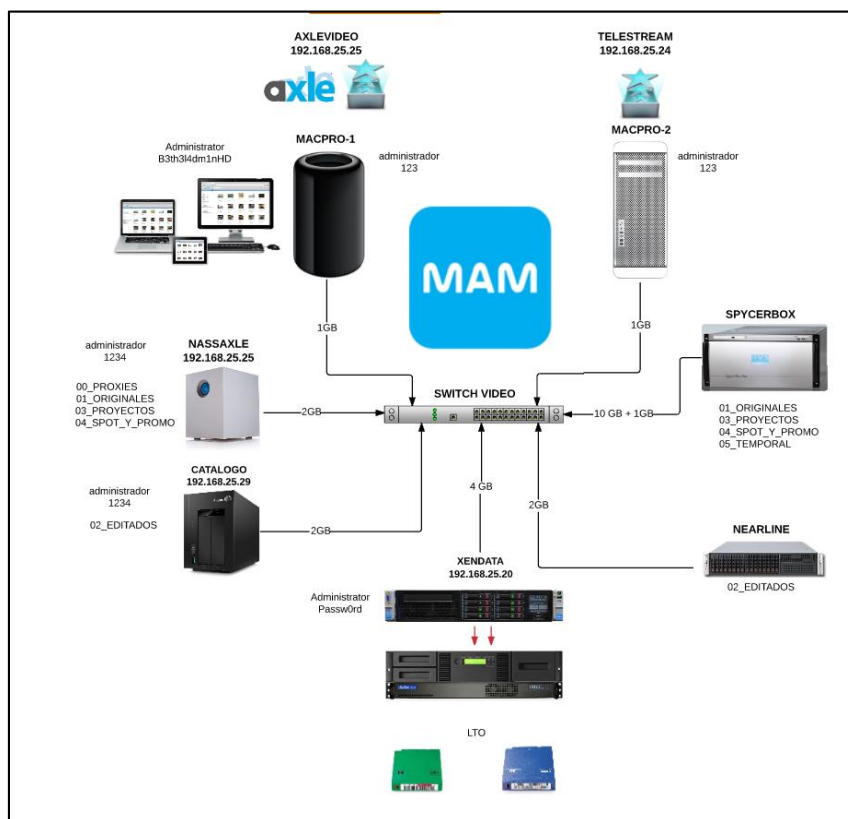 AXLEVIDEO
192.168.25.25
axle
TELESTREAM
192.168.25.24
Administrator
B3th3l4dm1nHD
MACPRO-1
administrador
123
MACPRO-2
administrador
123
MAM
1GB
1GB
SPYCERBOX
administrador
1234
NASSAXLE
192.168.25.25
00_PROXIES
01_ORIGINALES
03_PROYECTOS
04_SPOT_Y_PROMO
2GB
SWITCH VIDEO
10 GB + 1GB
01_ORIGINALES
03_PROYECTOS
04_SPOT_Y_PROMO
05_TEMPORAL
CATALOGO
192.168.25.29
administrador
1234
02_EDITADOS
2GB
4 GB
2GB
NEARLINE
02_EDITADOS
XENDATA
192.168.25.20
Administrator
Passw0rd
LTO